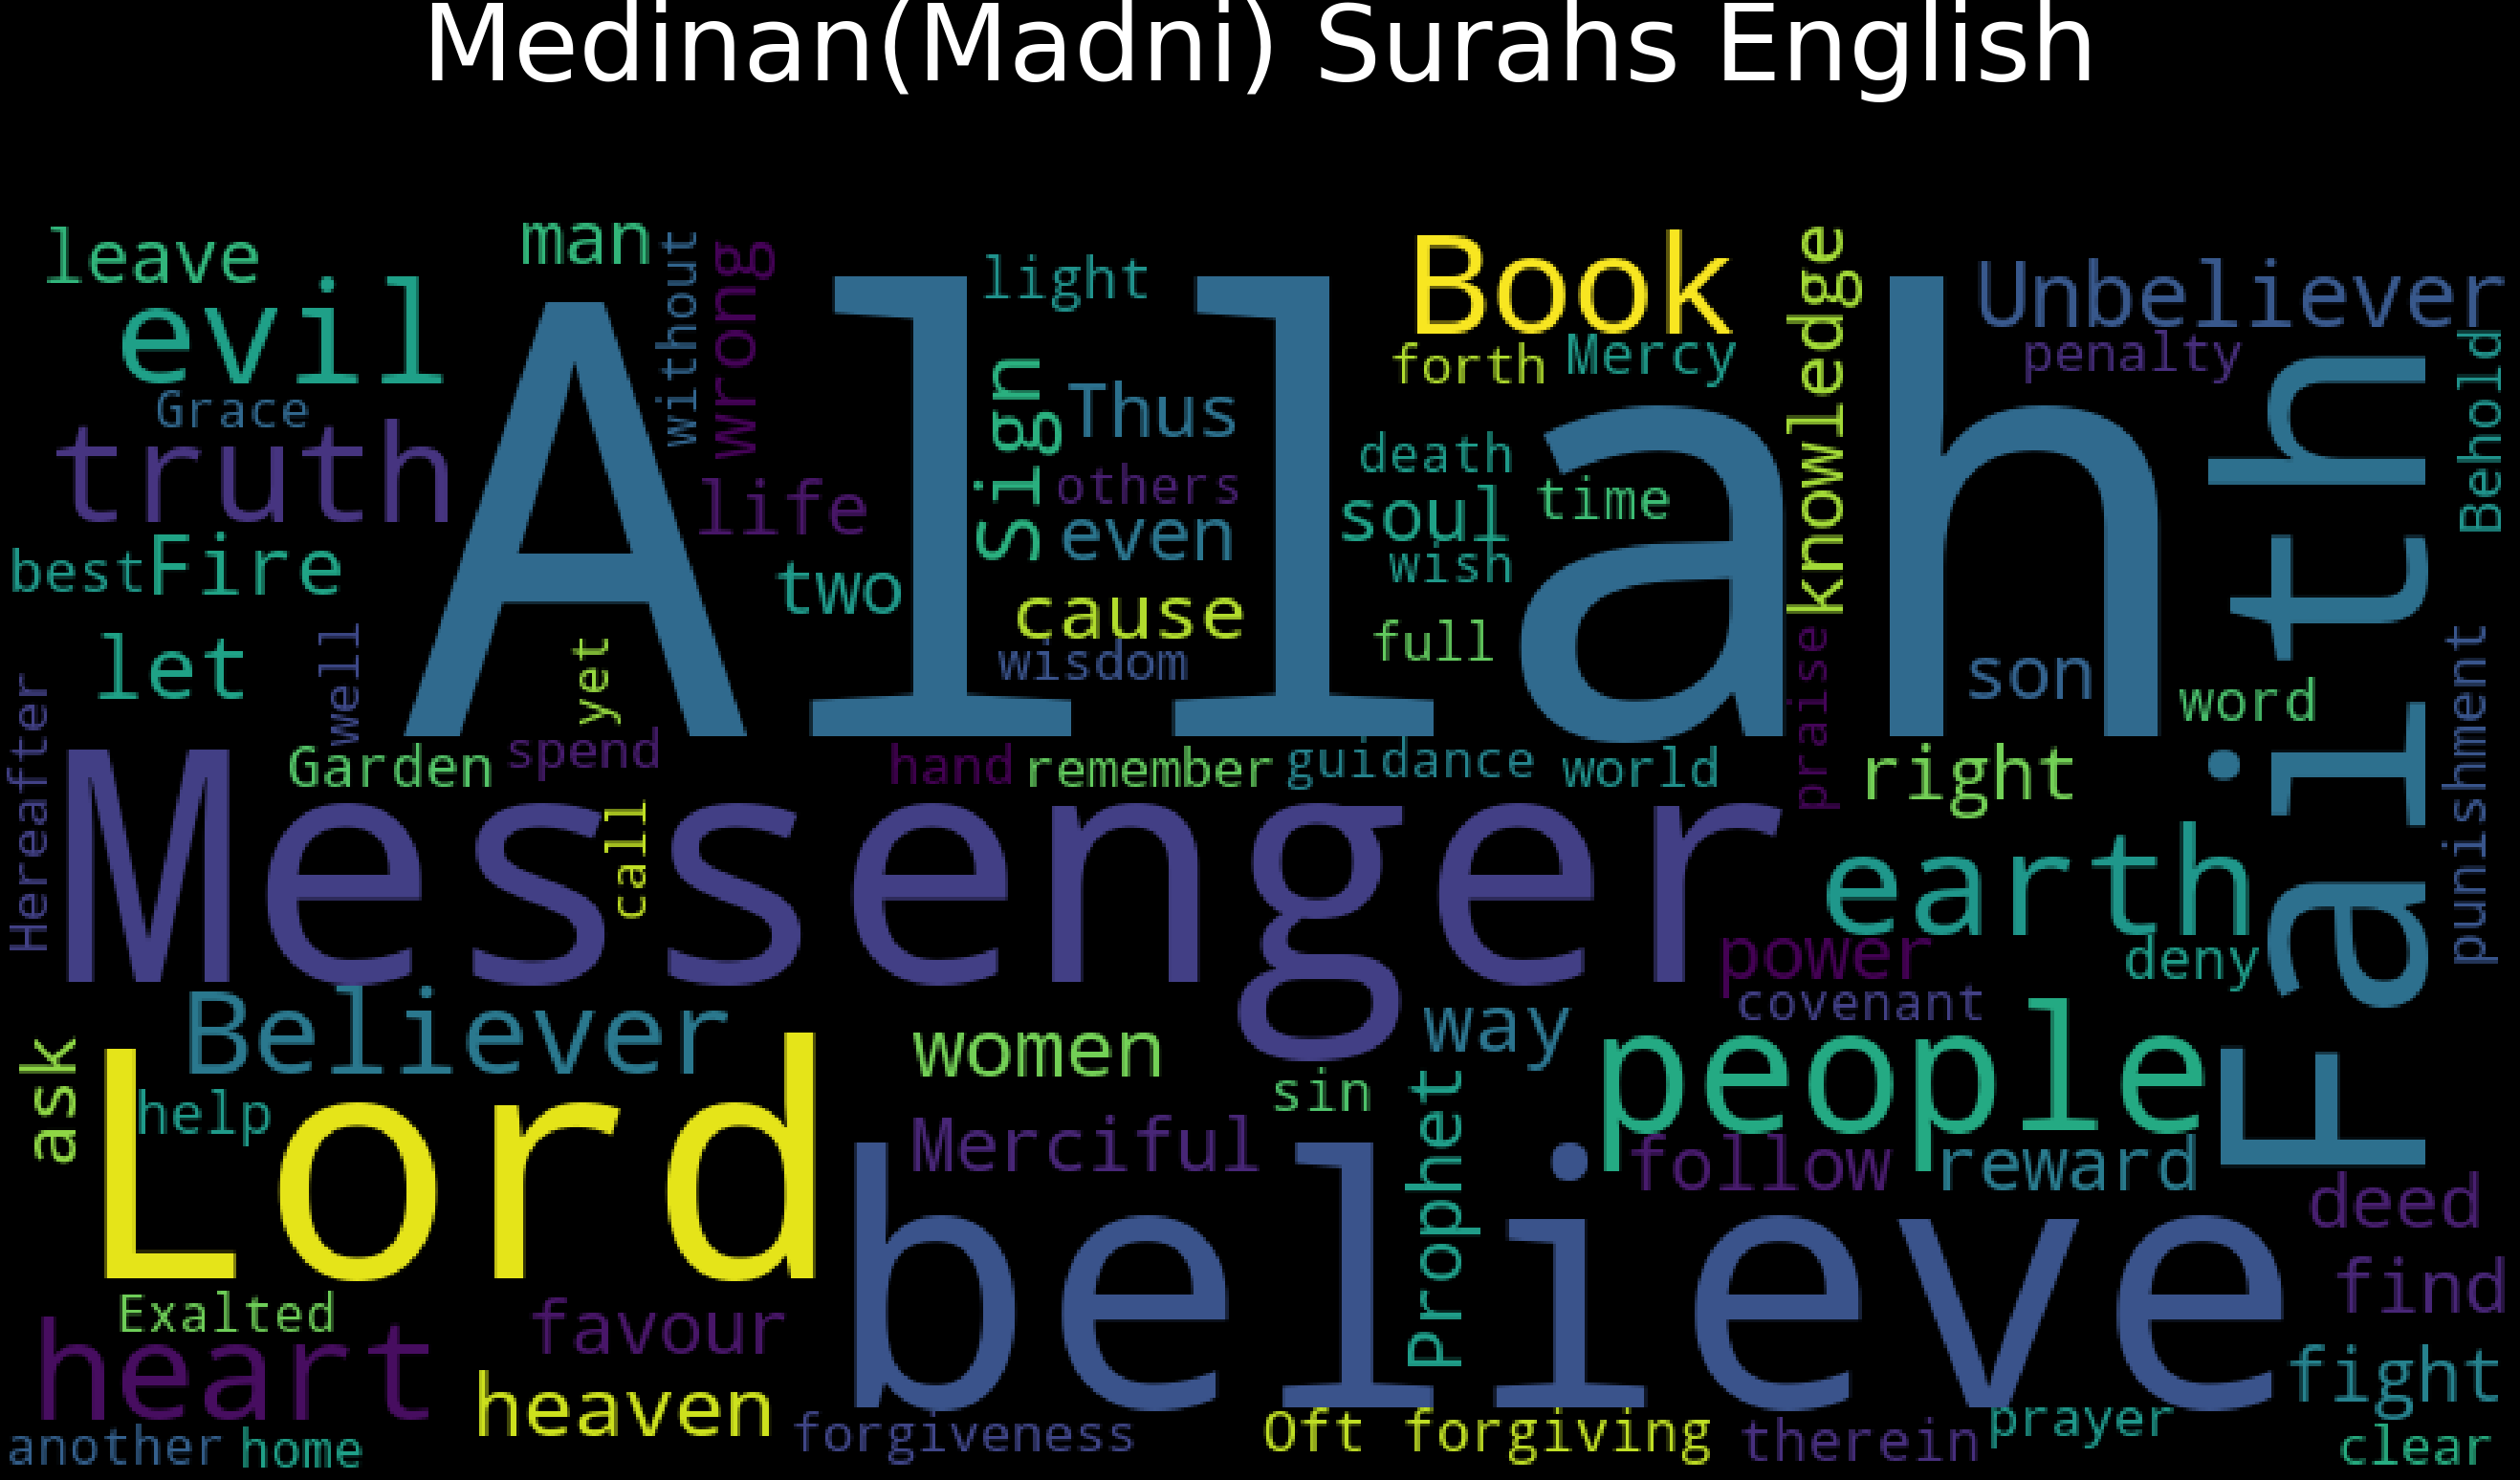 Medinan(Madni) Surahs English
leave
man
without
wrong
light
Book
knowledge
Unbeliever
evil
Allah
forth
Mercy
penalty
Behold
Grace
Sign
Thus
truth
death
others
life
soul
time
even
best
Fire
two
wish
cause
Faith
let
well
yet
wisdom
full
praise
son
word
punishment
Hereafter
Garden
spend
hand
remember
guidance
world
right
Messenger
call
earth
power
deny
covenant
Believer
way
women
people
ask
help
Lord
sin
Prophet
Merciful
follow
reward
deed
believe
find
Exalted
favour
heart
heaven
fight
another
home
forgiveness
Oft forgiving
therein
prayer
clear